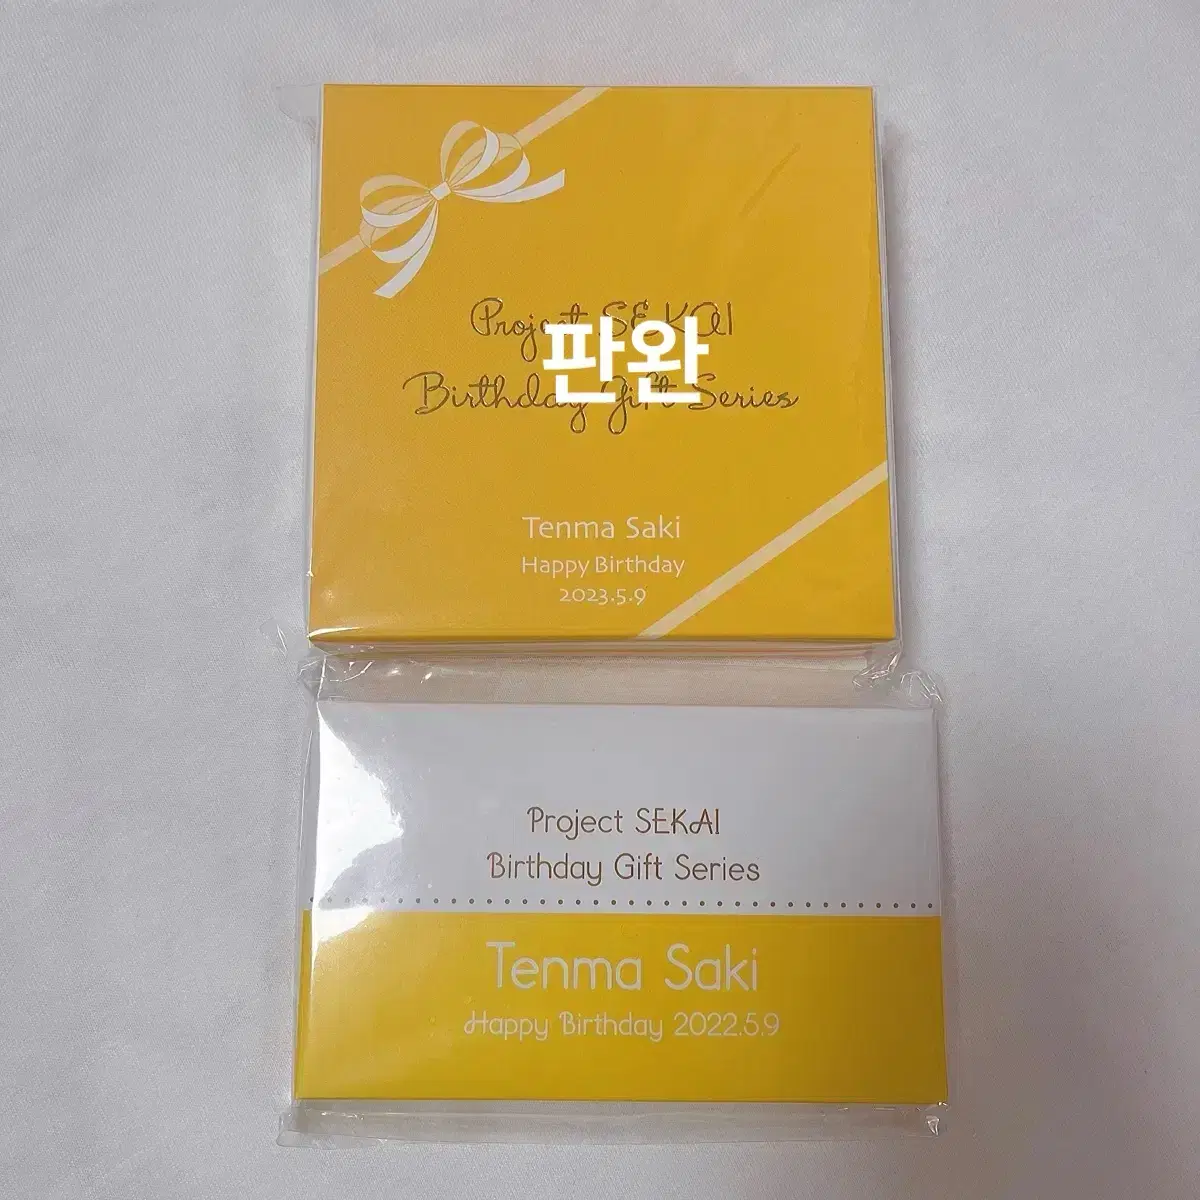 Project SEKAI
판완
Birthday Gift Series
Tenma Saki
Happy Birthday
2023.5.9
Project SEKAI
Birthday Gift Series
Tenma Saki
Happy Birthday 2022.5.9